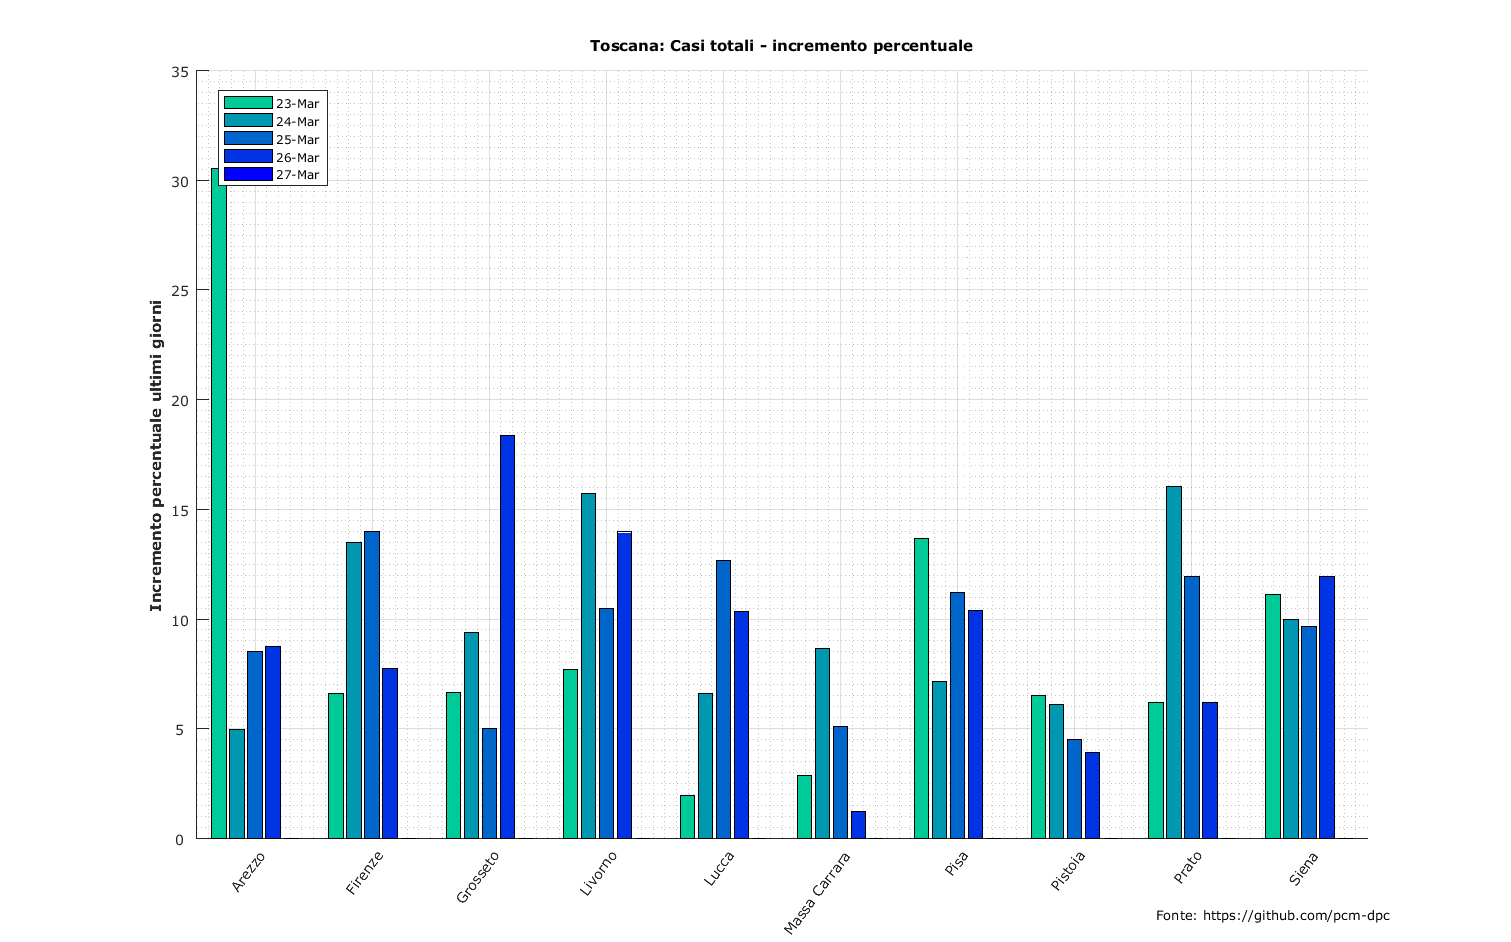 Toscana: Casi totali - incremento percentuale
35
30
25
20
15
10
5
0
Incremento percentuale ultimi giorni
23-Mar
24-Mar
25-Mar
26-Mar
27-Mar
Arezzo
Firenze
Grosseto
Livorno
Lucca
Massa Carrara
Pisa
Pistoia
Prato
Siena
Fonte: https://github.com/pcm-dpc